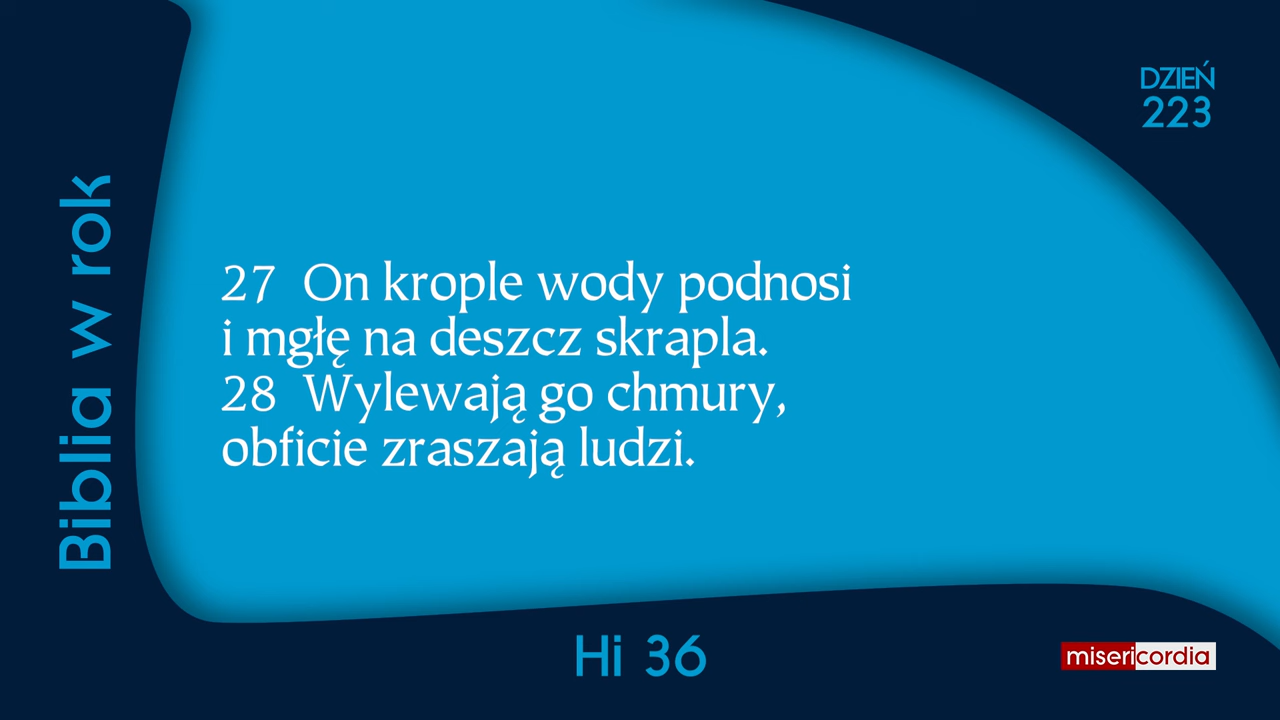 DZIEŃ
223
Biblia w rok
27 On krople wody podnosi
i mgłę na deszcz skrapla.
28 Wylewają go chmury,
obficie zraszają ludzi.
Hi 36
misericordia